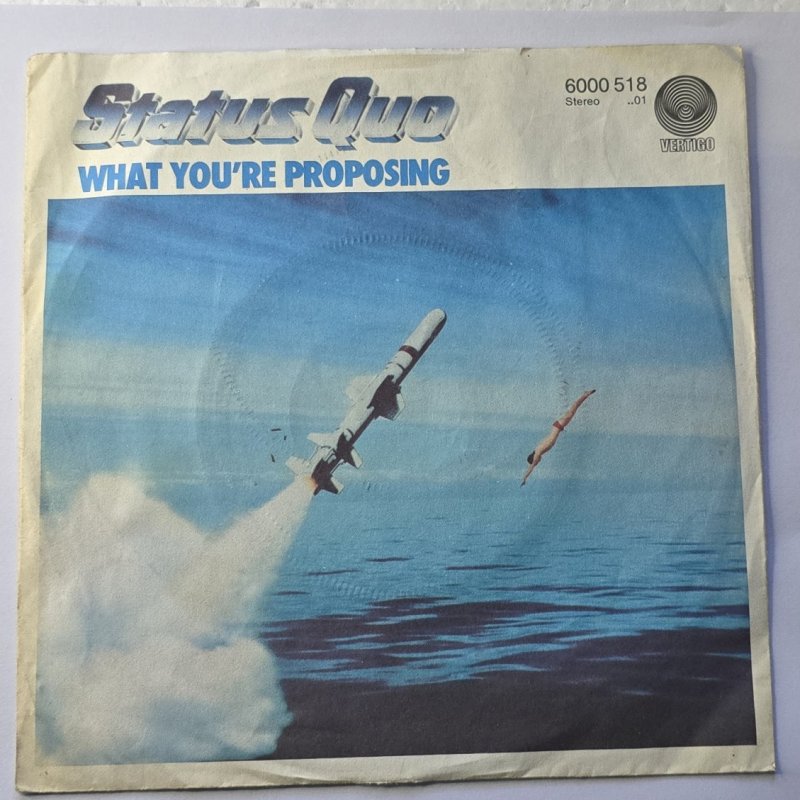 Status Quo
WHAT YOU'RE PROPOSING
6000 518
Stereo ..01
VERTIGO